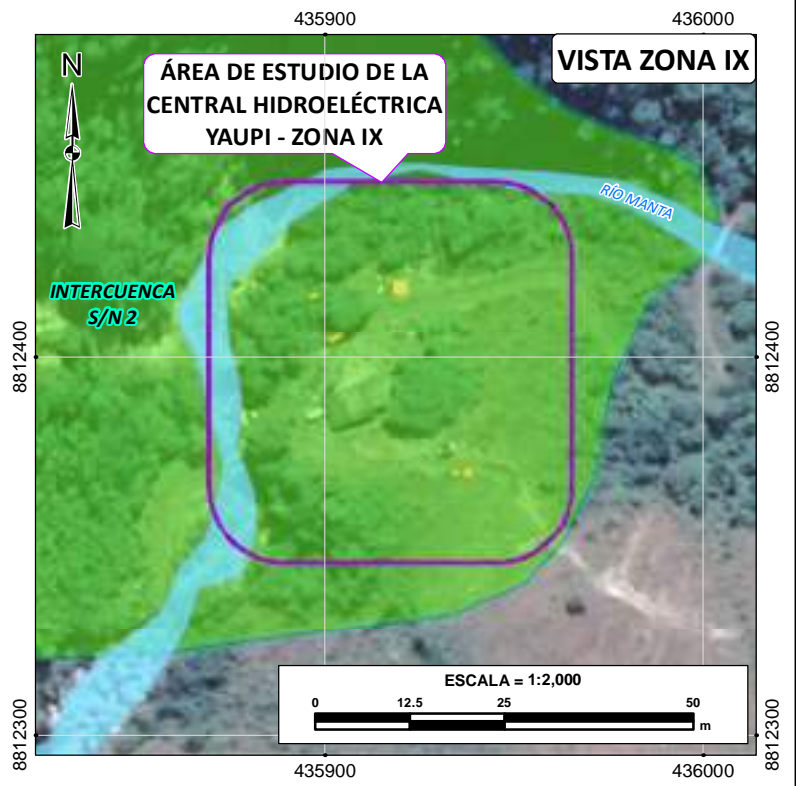 435900
436000
N
VISTA ZONA IX
ÁREA DE ESTUDIO DE LA
CENTRAL HIDROELÉCTRICA
YAUPI - ZONA IX
RÍO MANTA
INTERCUENCA
S/N 2
8812400
8812400
ESCALA = 1:2,000
0 12.5 25 50
m
8812300
8812300
435900
436000